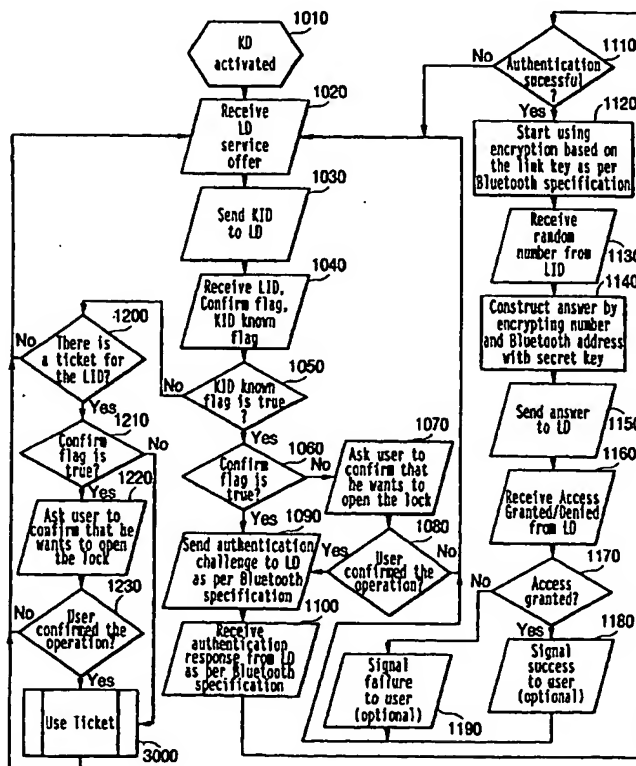 1010
KD
activated
1020
Receive
LD
service
offer
1030
Send KID
to LD
1040
Receive LID,
Confirm flag,
KID known
flag
1050
KID known
flag is true
?
No
Yes
1060
Confirm
flag is
true?
No
Yes
1070
Ask user to
confirm that
he wants to
open the lock
1080
User
confirmed the
operation?
Yes
No
1090
Send authentication
challenge to LD
as per Bluetooth
specification
1100
Receive
authentication
response from LD
as per Bluetooth
specification
1110
Authentication
sucessful
?
No
Yes
1120
Start using
encryption based on
the link key as per
Bluetooth specification
Receive
random
number from
LID
1130
1140
Construct answer by
encrypting number
and Bluetooth address
with secret key
Send answer
to LD
1150
1160
Receive Access
Granted/Denied
from LD
1170
Access
granted?
No
Yes
1180
Signal
success
to user
(optional)
Signal
failure
to user
(optional)
1190
1200
There is
a ticket for
the LID?
No
Yes
1210
Confirm
flag is
true?
No
Yes
1220
Ask user to
confirm that he
wants to open
the lock
1230
User
confirmed the
operation?
No
Yes
Use Ticket
3000